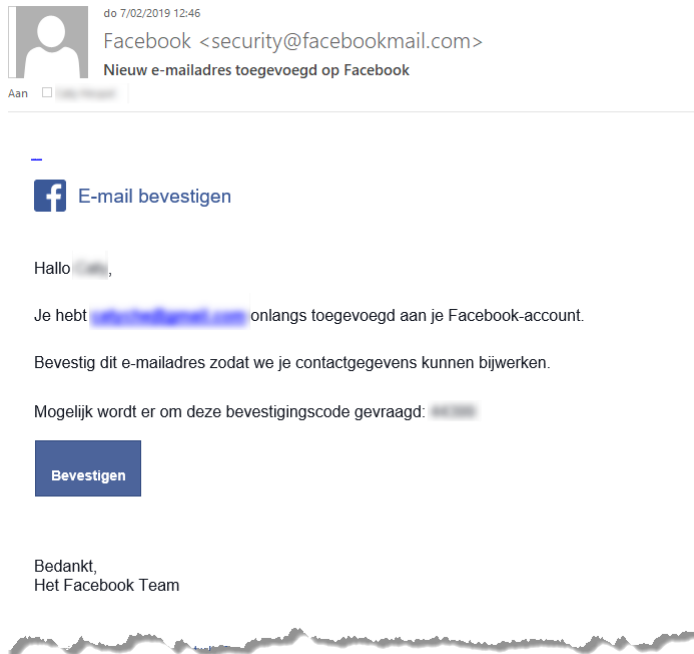 do 7/02/2019 12:46
Facebook <security@facebookmail.com>
Nieuw e-mailadres toegevoegd op Facebook
Aan
f E-mail bevestigen
Hallo ,
Je hebt onlangs toegevoegd aan je Facebook-account.
Bevestig dit e-mailadres zodat we je contactgegevens kunnen bijwerken.
Mogelijk wordt er om deze bevestigingscode gevraagd:
Bevestigen
Bedankt,
Het Facebook Team